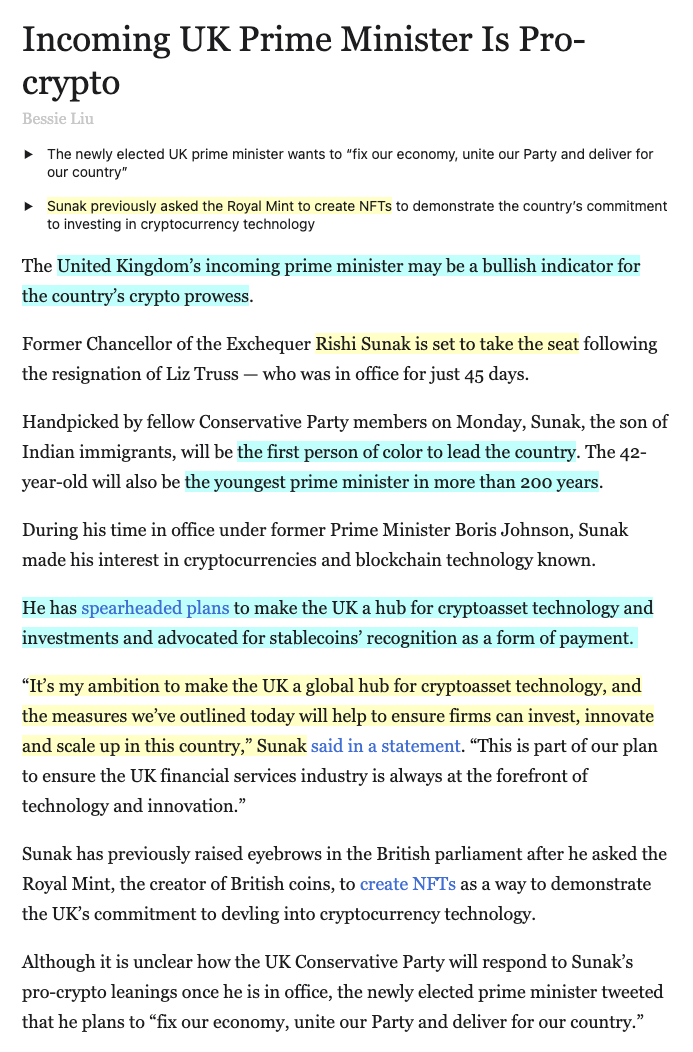 Incoming UK Prime Minister Is Pro-
crypto
Bessie Liu
The newly elected UK prime minister wants to “fix our economy, unite our Party and deliver for
our country”
Sunak previously asked the Royal Mint to create NFTs to demonstrate the country’s commitment
to investing in cryptocurrency technology
The United Kingdom’s incoming prime minister may be a bullish indicator for
the country’s crypto prowess.
Former Chancellor of the Exchequer Rishi Sunak is set to take the seat following
the resignation of Liz Truss — who was in office for just 45 days.
Handpicked by fellow Conservative Party members on Monday, Sunak, the son of
Indian immigrants, will be the first person of color to lead the country. The 42-
year-old will also be the youngest prime minister in more than 200 years.
During his time in office under former Prime Minister Boris Johnson, Sunak
made his interest in cryptocurrencies and blockchain technology known.
He has spearheaded plans to make the UK a hub for cryptoasset technology and
investments and advocated for stablecoins’ recognition as a form of payment.
“It’s my ambition to make the UK a global hub for cryptoasset technology, and
the measures we’ve outlined today will help to ensure firms can invest, innovate
and scale up in this country,” Sunak said in a statement. “This is part of our plan
to ensure the UK financial services industry is always at the forefront of
technology and innovation.”
Sunak has previously raised eyebrows in the British parliament after he asked the
Royal Mint, the creator of British coins, to create NFTs as a way to demonstrate
the UK’s commitment to devling into cryptocurrency technology.
Although it is unclear how the UK Conservative Party will respond to Sunak’s
pro-crypto leanings once he is in office, the newly elected prime minister tweeted
that he plans to “fix our economy, unite our Party and deliver for our country.”